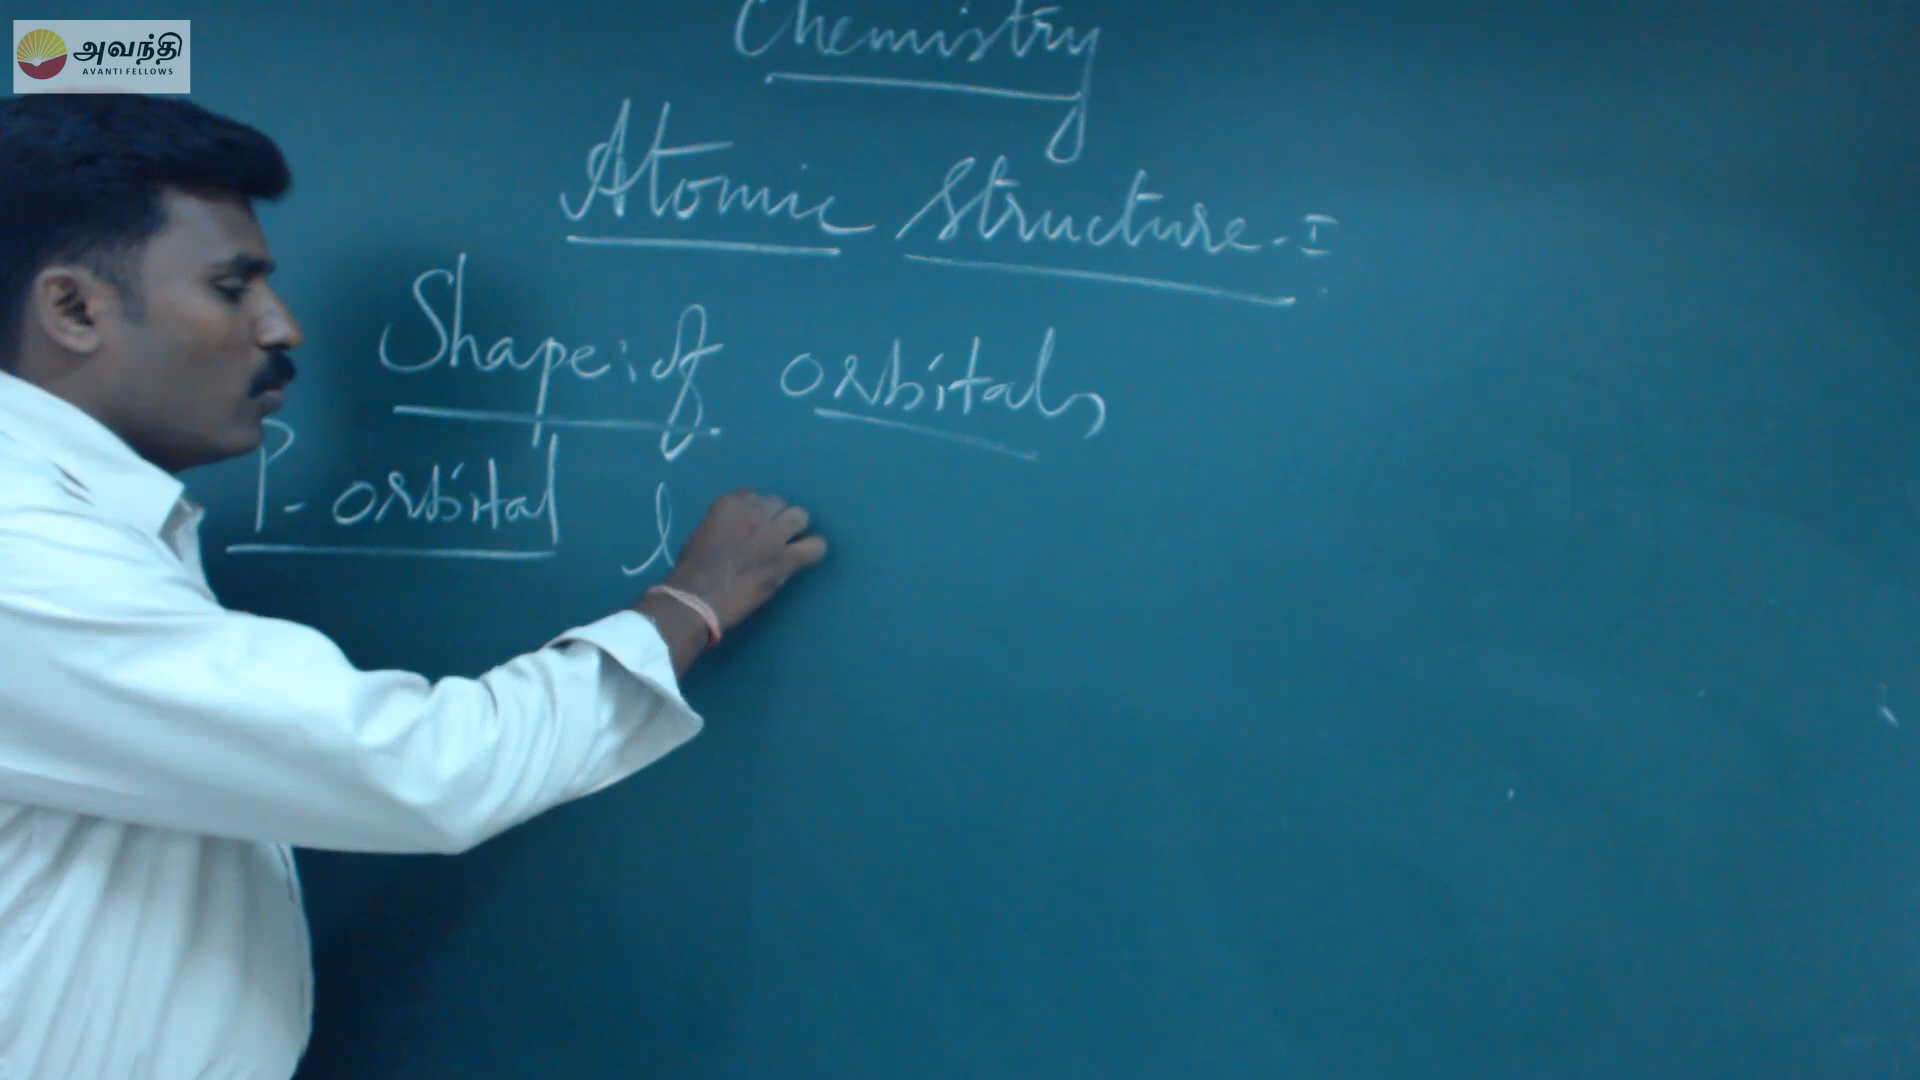 அவந்தி
AVANTI FELLOWS
Chemistry
Atomic Structure-I
Shape: of orbitals
P-orbital l